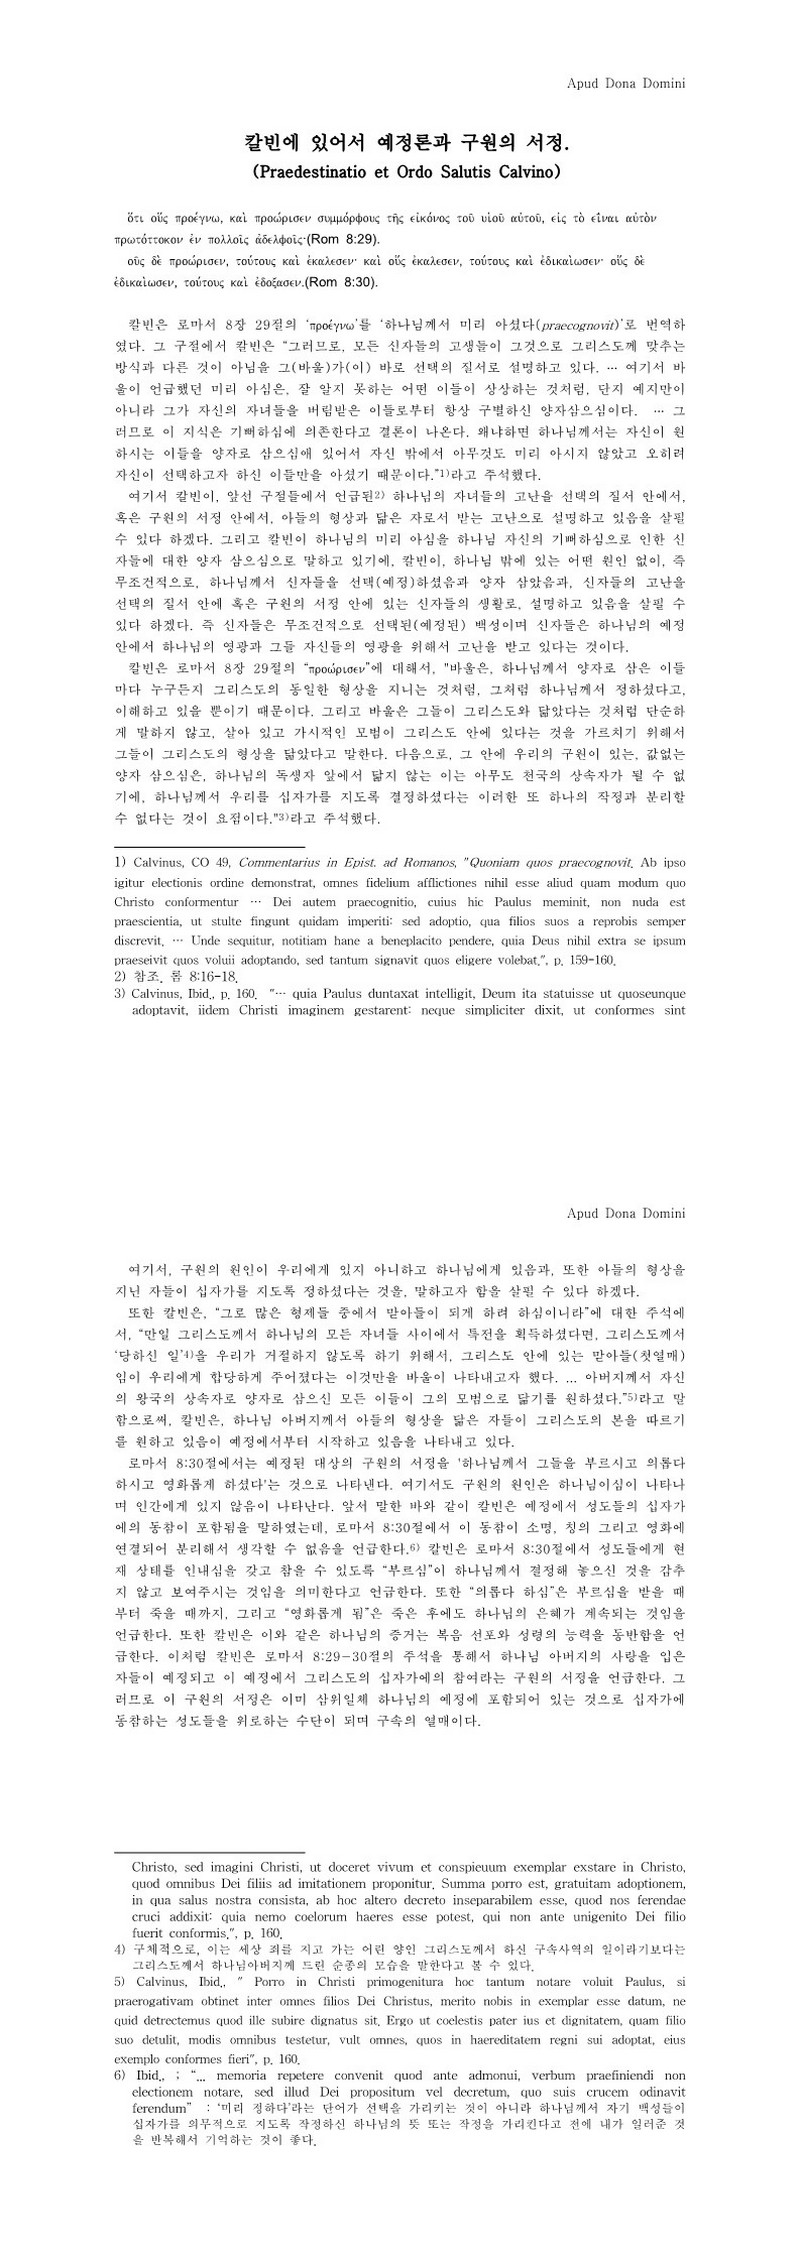 Apud Dona Domini
칼빈에 있어서 예정론과 구원의 서정.
(Praedestinatio et Ordo Salutis Calvino)
ὅτι οὓς προέγνω, καὶ προώρισεν συμμόρφους τῆς εἰκόνος τοῦ υἱοῦ αὐτοῦ, εἰς τὸ εἶναι αὐτὸν
πρωτότοκον ἐν πολλοῖς ἀδελφοῖς·(Rom 8:29).
οὓς δὲ προώρισεν, τούτους καὶ ἐκάλεσεν· καὶ οὓς ἐκάλεσεν, τούτους καὶ ἐδικαίωσεν· οὓς δὲ
ἐδικαίωσεν, τούτους καὶ ἐδόξασεν.(Rom 8:30).
칼빈은 로마서 8장 29절의 ‘προέγνω’를 ‘하나님께서 미리 아셨다(praecognovit)’로 번역하
였다. 그 구절에서 칼빈은 “그러므로, 모든 신자들의 고생들이 그것으로 그리스도께 맞추는
방식과 다른 것이 아님을 그(바울)가(이) 바로 선택의 질서로 설명하고 있다. … 여기서 바
울이 언급했던 미리 아심은, 잘 알지 못하는 어떤 이들이 상상하는 것처럼, 단지 예지만이
아니라 그가 자신의 자녀들을 버림받은 이들로부터 항상 구별하신 양자삼으심이다. … 그
러므로 이 지식은 기뻐하심에 의존한다고 결론이 나온다. 왜냐하면 하나님께서는 자신이 원
하시는 이들을 양자로 삼으심애 있어서 자신 밖에서 아무것도 미리 아시지 않았고 오히려
자신이 선택하고자 하신 이들만을 아셨기 때문이다.”1)라고 주석했다.
여기서 칼빈이, 앞선 구절들에서 언급된2) 하나님의 자녀들의 고난을 선택의 질서 안에서,
혹은 구원의 서정 안에서, 아들의 형상과 닮은 자로서 받는 고난으로 설명하고 있음을 살필
수 있다 하겠다. 그리고 칼빈이 하나님의 미리 아심을 하나님 자신의 기뻐하심으로 인한 신
자들에 대한 양자 삼으심으로 말하고 있기에, 칼빈이, 하나님 밖에 있는 어떤 원인 없이, 즉
무조건적으로, 하나님께서 신자들을 선택(예정)하셨음과 양자 삼았음과, 신자들의 고난을
선택의 질서 안에 혹은 구원의 서정 안에 있는 신자들의 생활로, 설명하고 있음을 살필 수
있다 하겠다. 즉 신자들은 무조건적으로 선택된(예정된) 백성이며 신자들은 하나님의 예정
안에서 하나님의 영광과 그들 자신들의 영광을 위해서 고난을 받고 있다는 것이다.
칼빈은 로마서 8장 29절의 “προώρισεν”에 대해서, "바울은, 하나님께서 양자로 삼은 이들
마다 누구든지 그리스도의 동일한 형상을 지니는 것처럼, 그처럼 하나님께서 정하셨다고,
이해하고 있을 뿐이기 때문이다. 그리고 바울은 그들이 그리스도와 닮았다는 것처럼 단순하
게 말하지 않고, 살아 있고 가시적인 모범이 그리스도 안에 있다는 것을 가르치기 위해서
그들이 그리스도의 형상을 닮았다고 말한다. 다음으로, 그 안에 우리의 구원이 있는, 값없는
양자 삼으심은, 하나님의 독생자 앞에서 닮지 않는 이는 아무도 천국의 상속자가 될 수 없
기에, 하나님께서 우리를 십자가를 지도록 결정하셨다는 이러한 또 하나의 작정과 분리할
수 없다는 것이 요점이다."3)라고 주석했다.
1) Calvinus, CO 49, Commentarius in Epist. ad Romanos, "Quoniam quos praecognovit. Ab ipso
igitur electionis ordine demonstrat, omnes fidelium afflictiones nihil esse aliud quam modum quo
Christo conformentur … Dei autem praecognitio, cuius hic Paulus meminit, non nuda est
praescientia, ut stulte fingunt quidam imperiti: sed adoptio, qua filios suos a reprobis semper
discrevit. … Unde sequitur, notitiam hane a beneplacito pendere, quia Deus nihil extra se ipsum
praeseivit quos voluii adoptando, sed tantum signavit quos eligere volebat.", p. 159-160.
2) 참조. 롬 8:16-18.
3) Calvinus, Ibid., p. 160. "… quia Paulus duntaxat intelligit, Deum ita statuisse ut quoseunque
adoptavit, iidem Christi imaginem gestarent: neque simpliciter dixit, ut conformes sint
Apud Dona Domini
여기서, 구원의 원인이 우리에게 있지 아니하고 하나님에게 있음과, 또한 아들의 형상을
지닌 자들이 십자가를 지도록 정하셨다는 것을, 말하고자 함을 살필 수 있다 하겠다.
또한 칼빈은, “그로 많은 형제들 중에서 맏아들이 되게 하려 하심이니라”에 대한 주석에
서, “만일 그리스도께서 하나님의 모든 자녀들 사이에서 특전을 획득하셨다면, 그리스도께서
‘당하신 일’4)을 우리가 거절하지 않도록 하기 위해서, 그리스도 안에 있는 맏아들(첫열매)
임이 우리에게 합당하게 주어졌다는 이것만을 바울이 나타내고자 했다. … 아버지께서 자신
의 왕국의 상속자로 양자로 삼으신 모든 이들이 그의 모범으로 닮기를 원하셨다.”5)라고 말
함으로써, 칼빈은, 하나님 아버지께서 아들의 형상을 닮은 자들이 그리스도의 본을 따르기
를 원하고 있음이 예정에서부터 시작하고 있음을 나타내고 있다.
로마서 8:30절에서는 예정된 대상의 구원의 서정을 '하나님께서 그들을 부르시고 의롭다
하시고 영화롭게 하셨다'는 것으로 나타낸다. 여기서도 구원의 원인은 하나님이심이 나타나
며 인간에게 있지 않음이 나타난다. 앞서 말한 바와 같이 칼빈은 예정에서 성도들의 십자가
에의 동참이 포함됨을 말하였는데, 로마서 8:30절에서 이 동참이 소명, 칭의 그리고 영화에
연결되어 분리해서 생각할 수 없음을 언급한다.6) 칼빈은 로마서 8:30절에서 성도들에게 현
재 상태를 인내심을 갖고 참을 수 있도록 “부르심”이 하나님께서 결정해 놓으신 것을 감추
지 않고 보여주시는 것임을 의미한다고 언급한다. 또한 “의롭다 하심”은 부르심을 받을 때
부터 죽을 때까지, 그리고 “영화롭게 됨”은 죽은 후에도 하나님의 은혜가 계속되는 것임을
언급한다. 또한 칼빈은 이와 같은 하나님의 증거는 복음 선포와 성령의 능력을 동반함을 언
급한다. 이처럼 칼빈은 로마서 8:29-30절의 주석을 통해서 하나님 아버지의 사랑을 입은
자들이 예정되고 이 예정에서 그리스도의 십자가에의 참여라는 구원의 서정을 언급한다. 그
러므로 이 구원의 서정은 이미 삼위일체 하나님의 예정에 포함되어 있는 것으로 십자가에
동참하는 성도들을 위로하는 수단이 되며 구속의 열매이다.
Christo, sed imagini Christi, ut doceret vivum et conspieuum exemplar exstare in Christo,
quod omnibus Dei filiis ad imitationem proponitur. Summa porro est, gratuitam adoptionem,
in qua salus nostra consista, ab hoc altero decreto inseparabilem esse, quod nos ferendae
cruci addixit: quia nemo coelorum haeres esse potest, qui non ante unigenito Dei filio
fuerit conformis.", p. 160.
4) 구체적으로, 이는 세상 죄를 지고 가는 어린 양인 그리스도께서 하신 구속사역의 일이라기보다는
그리스도께서 하나님아버지께 드린 순종의 모습을 말한다고 볼 수 있다.
5) Calvinus, Ibid., " Porro in Christi primogenitura hoc tantum notare voluit Paulus, si
praerogativam obtinet inter omnes filios Dei Christus, merito nobis in exemplar esse datum, ne
quid detrectemus quod ille subire dignatus sit. Ergo ut coelestis pater ius et dignitatem, quam filio
suo detulit, modis omnibus testetur, vult omnes, quos in haereditatem regni sui adoptat, eius
exemplo conformes fieri", p. 160.
6) Ibid., ; “... memoria repetere convenit quod ante admonui, verbum praefiniendi non
electionem notare, sed illud Dei propositum vel decretum, quo suis crucem odinavit
ferendum” : ‘미리 정하다’라는 단어가 선택을 가리키는 것이 아니라 하나님께서 자기 백성들이
십자가를 의무적으로 지도록 작정하신 하나님의 뜻 또는 작정을 가리킨다고 전에 내가 일러준 것
을 반복해서 기억하는 것이 좋다.